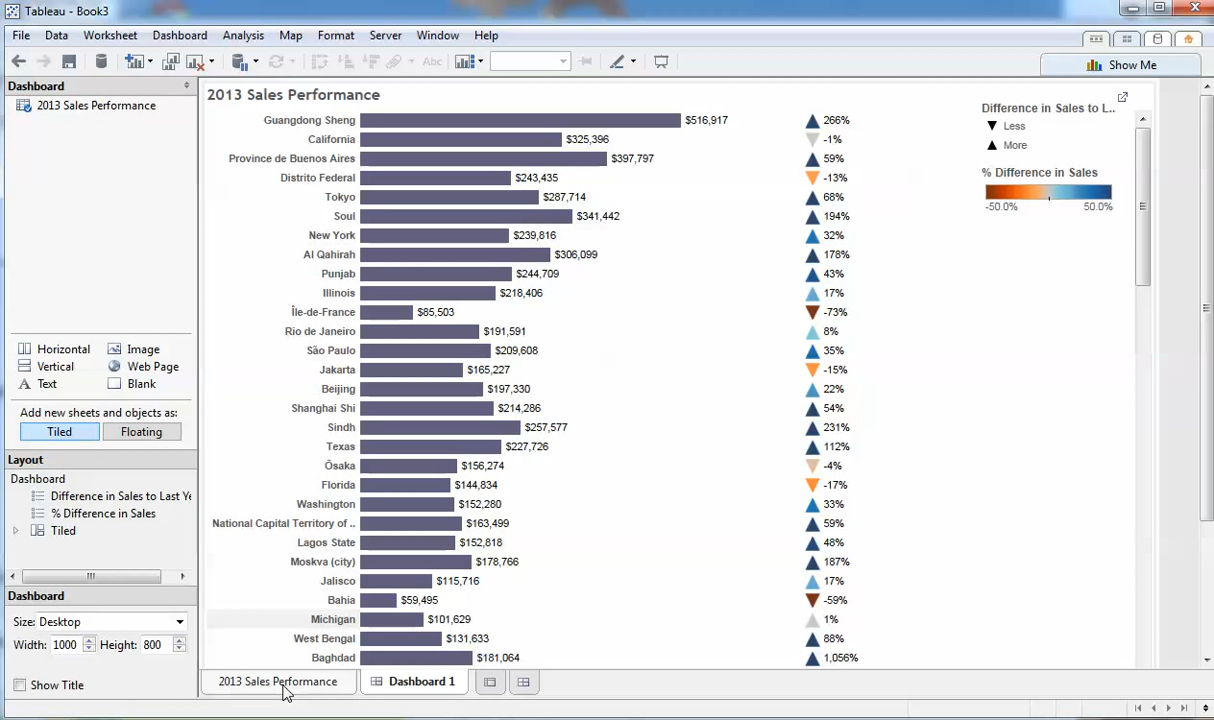 Tableau - Book3
File Data Worksheet Dashboard Analysis Map Format Server Window Help
Abc
Show Me
Dashboard
2013 Sales Performance
Horizontal Image
Vertical Web Page
Text Blank
Add new sheets and objects as:
Tiled Floating
Layout
Dashboard
Difference in Sales to Last Ye
% Difference in Sales
Tiled
Dashboard
Size: Desktop
Width: 1000 Height: 800
Show Title
2013 Sales Performance
Guangdong Sheng $516,917 266%
California $325,396 -1%
Province de Buenos Aires $397,797 59%
Distrito Federal $243,435 -13%
Tokyo $287,714 68%
Soul $341,442 194%
New York $239,816 32%
Al Qahirah $306,099 178%
Punjab $244,709 43%
Illinois $218,406 17%
Île-de-France $85,503 -73%
Rio de Janeiro $191,591 8%
São Paulo $209,608 35%
Jakarta $165,227 -15%
Beijing $197,330 22%
Shanghai Shi $214,286 54%
Sindh $257,577 231%
Texas $227,726 112%
Ōsaka $156,274 -4%
Florida $144,834 -17%
Washington $152,280 33%
National Capital Territory of .. $163,499 59%
Lagos State $152,818 48%
Moskva (city) $178,766 187%
Jalisco $115,716 17%
Bahia $59,495 -59%
Michigan $101,629 1%
West Bengal $131,633 88%
Baghdad $181,064 1,056%
Difference in Sales to L..
Less
More
% Difference in Sales
-50.0% 50.0%
2013 Sales Performance Dashboard 1